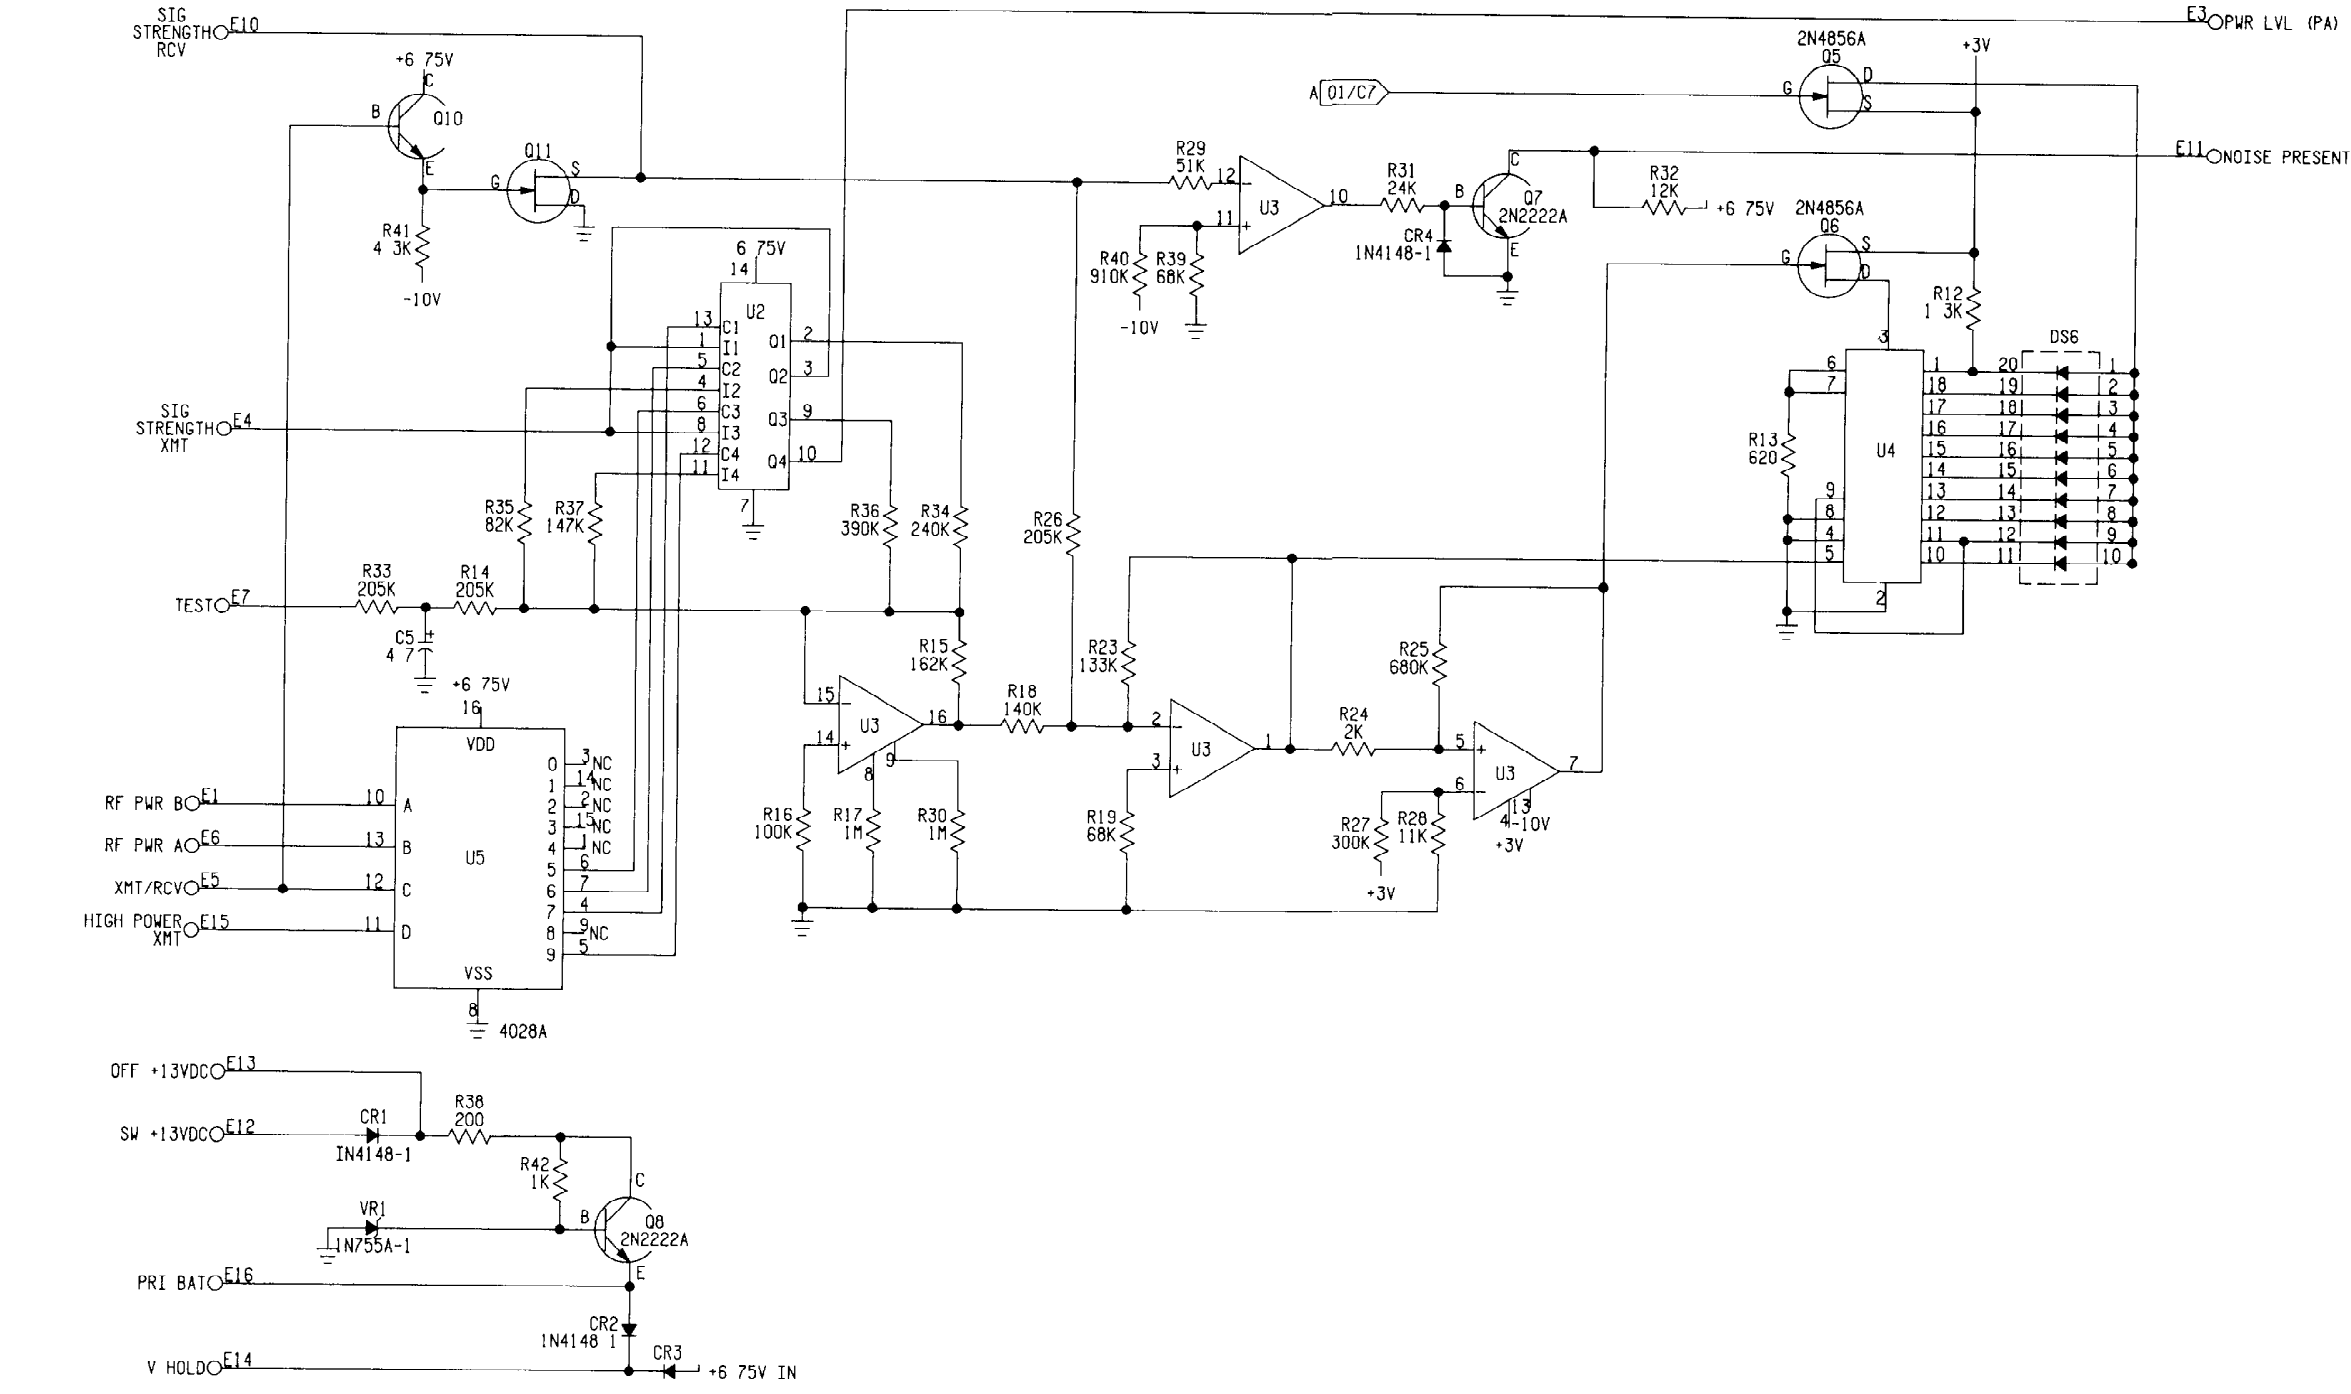 SIG
STRENGTH E10
RCV
E3 PWR LVL (PA)
+6 75V
C
B
Q10
E
R41
4 3K
-10V
Q11
G
S
D
2N4856A
Q5
+3V
A 01/C7
G
D
S
R29
51K
12 -
11 +
U3
10
R31
24K
B
C
Q7
2N2222A
E
CR4
1N4148-1
R32
12K
+6 75V
E11 NOISE PRESENT
R40
910K
R39
68K
-10V
2N4856A
Q6
G
S
D
R12
1 3K
6 75V
14
U2
13 C1
1 I1
5 C2
4 I2
6 C3
8 I3
12 C4
11 I4
Q1 2
Q2 3
Q3 9
Q4 10
7
SIG
STRENGTH E4
XMT
R35
82K
R37
147K
R36
390K
R34
240K
R26
205K
DS6
3
U4
6
7
9
8
4
5
2
R13
620
1 20 1
18 19 2
17 18 3
16 17 4
15 16 5
14 15 6
13 14 7
12 13 8
11 12 9
10 11 10
TEST E7
R33
205K
R14
205K
C5 +
4 7
R15
162K
15 -
14 +
U3
16
8
9
R18
140K
R16
100K
R17
1M
R30
1M
R23
133K
2 -
3 +
U3
1
R19
68K
R24
2K
R25
680K
5 +
6 -
U3
7
13
4 -10V
+3V
R27
300K
R28
11K
+3V
+6 75V
16
VDD
U5
RF PWR B E1 10 A
RF PWR A E6 13 B
XMT/RCV E5 12 C
HIGH POWER E15 11 D
XMT
0 3 NC
1 14 NC
2 2 NC
3 15 NC
4 1 NC
5 6
6 7
7 4
8 9 NC
9 5
VSS
8
4028A
OFF +13VDC E13
SW +13VDC E12
CR1
IN4148-1
R38
200
R42
1K
VR1
1N755A-1
B
C
Q8
2N2222A
E
PRI BAT E16
CR2
1N4148 1
V HOLD E14
CR3
+6 75V IN